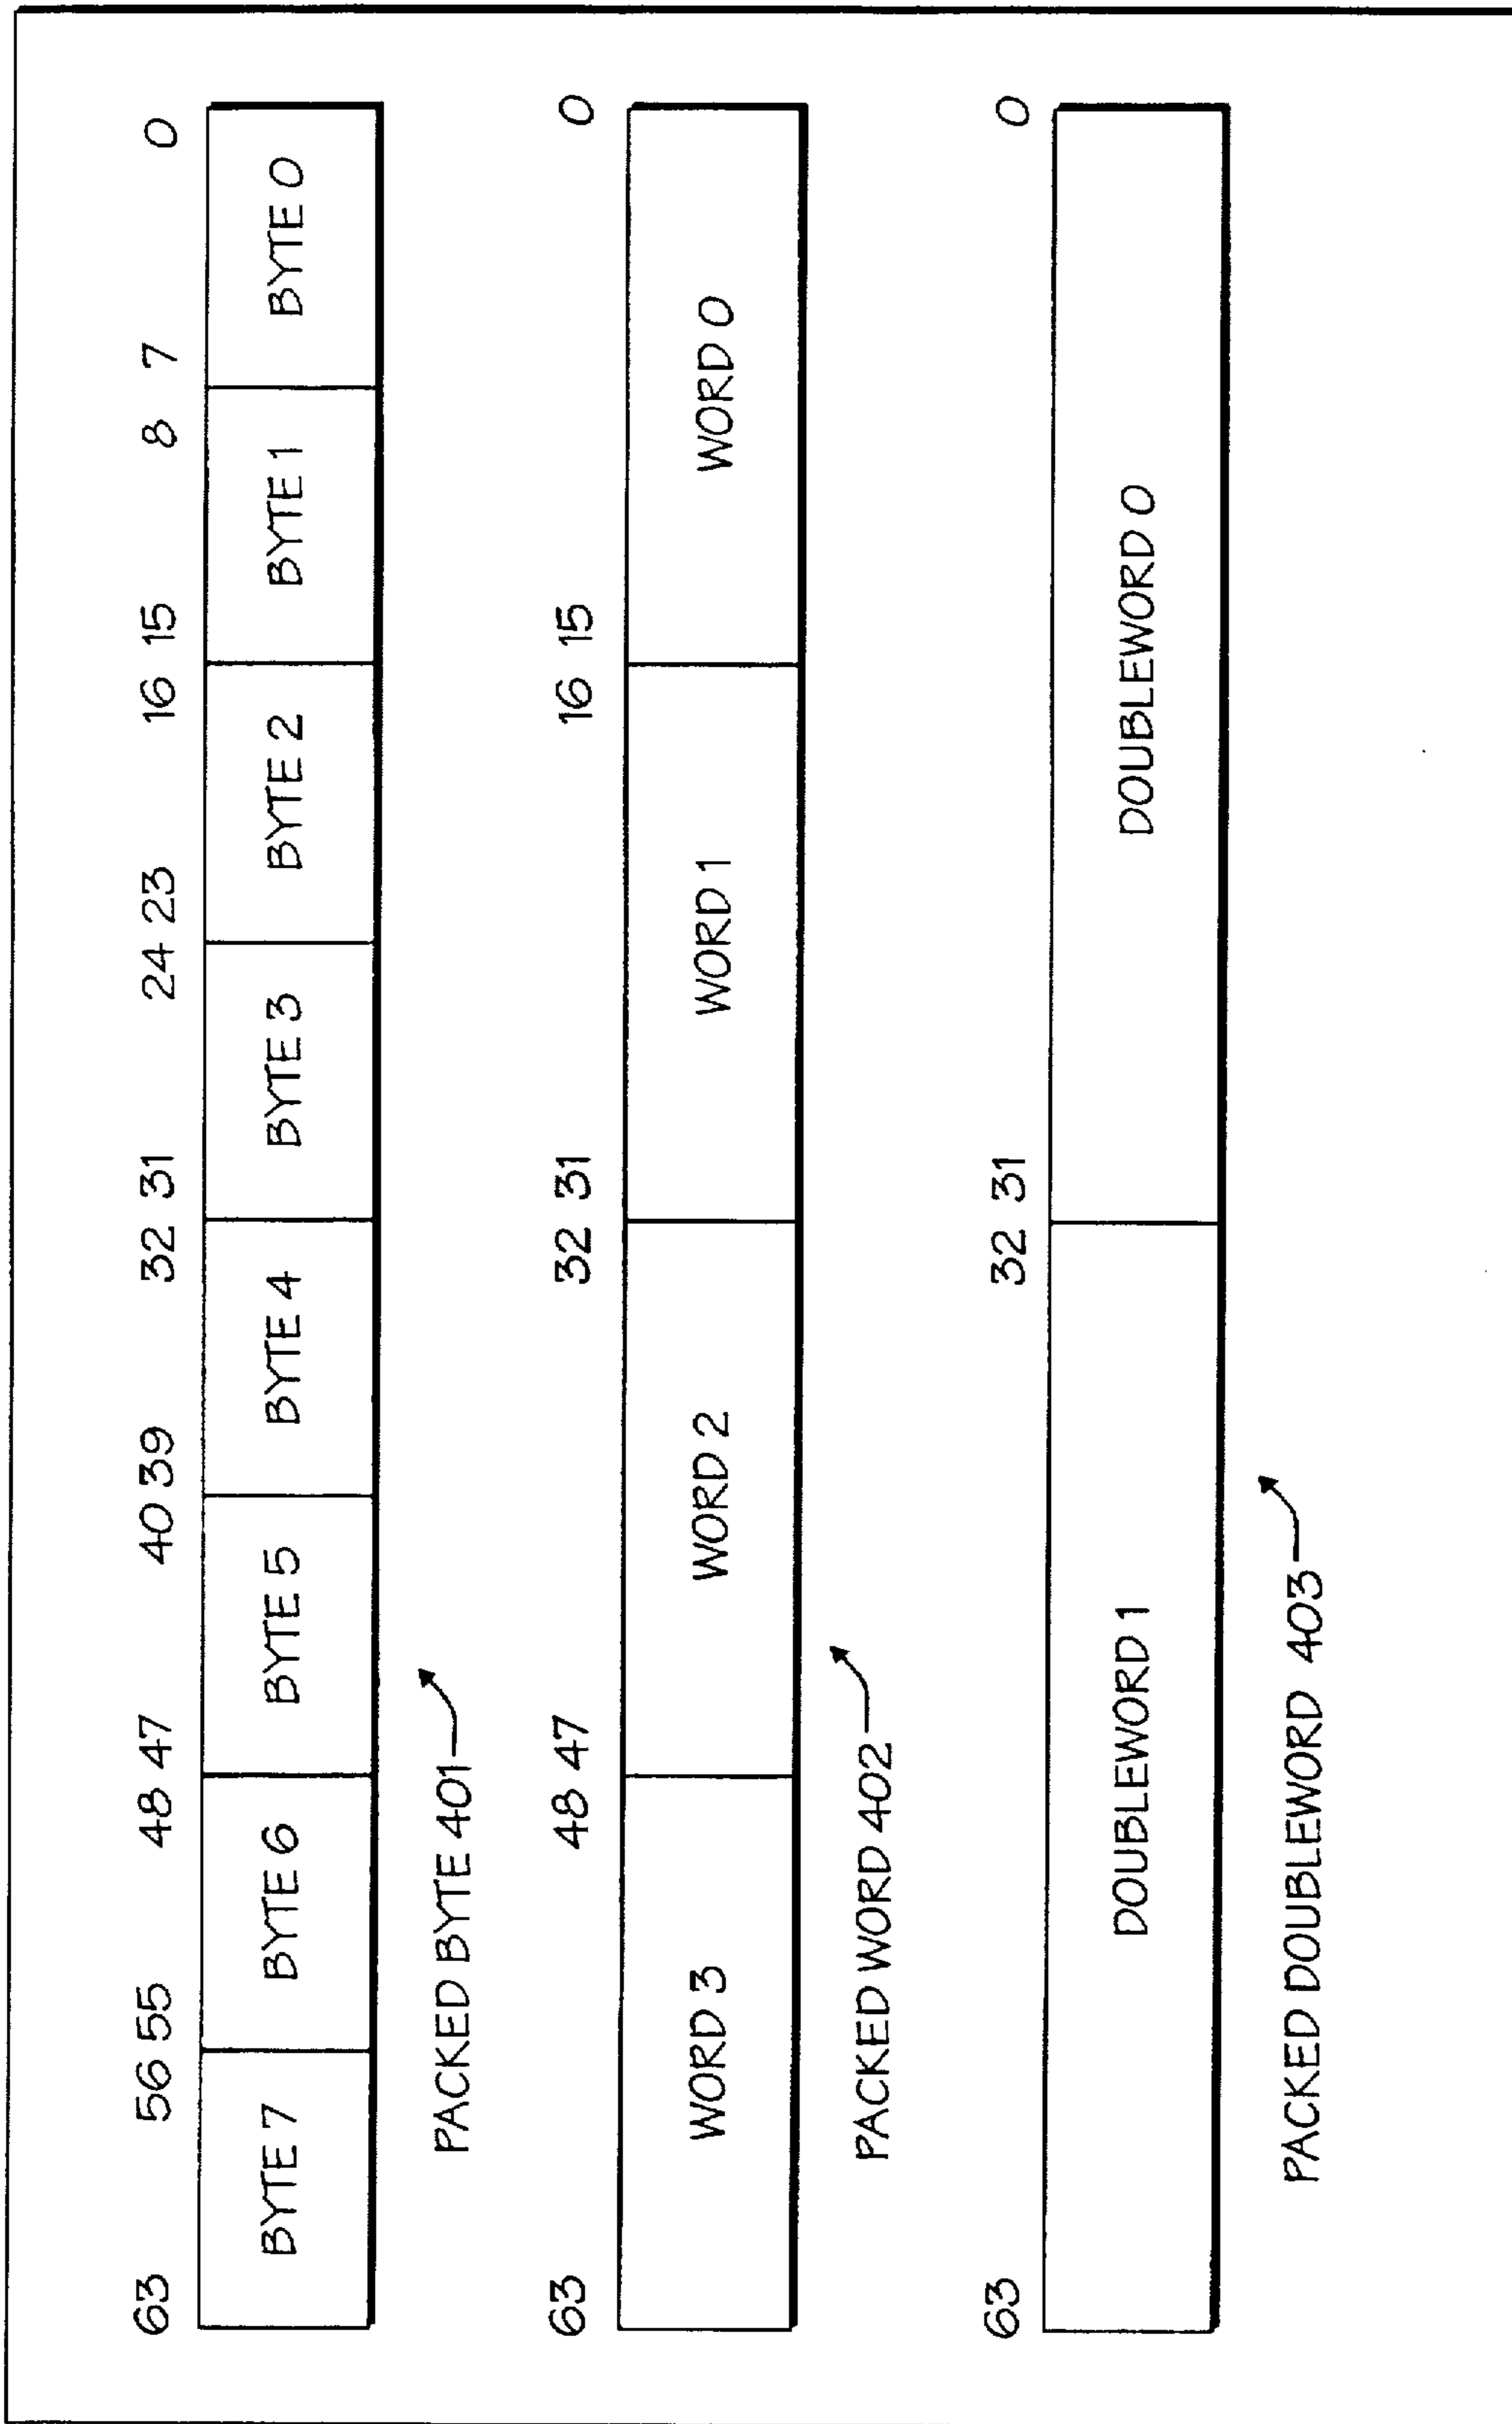 63 56 55 48 47 40 39 32 31 24 23 16 15 8 7 0
BYTE 7 BYTE 6 BYTE 5 BYTE 4 BYTE 3 BYTE 2 BYTE 1 BYTE 0
PACKED BYTE 401
63 48 47 32 31 16 15 0
WORD 3 WORD 2 WORD 1 WORD 0
PACKED WORD 402
63 32 31 0
DOUBLEWORD 1 DOUBLEWORD 0
PACKED DOUBLEWORD 403